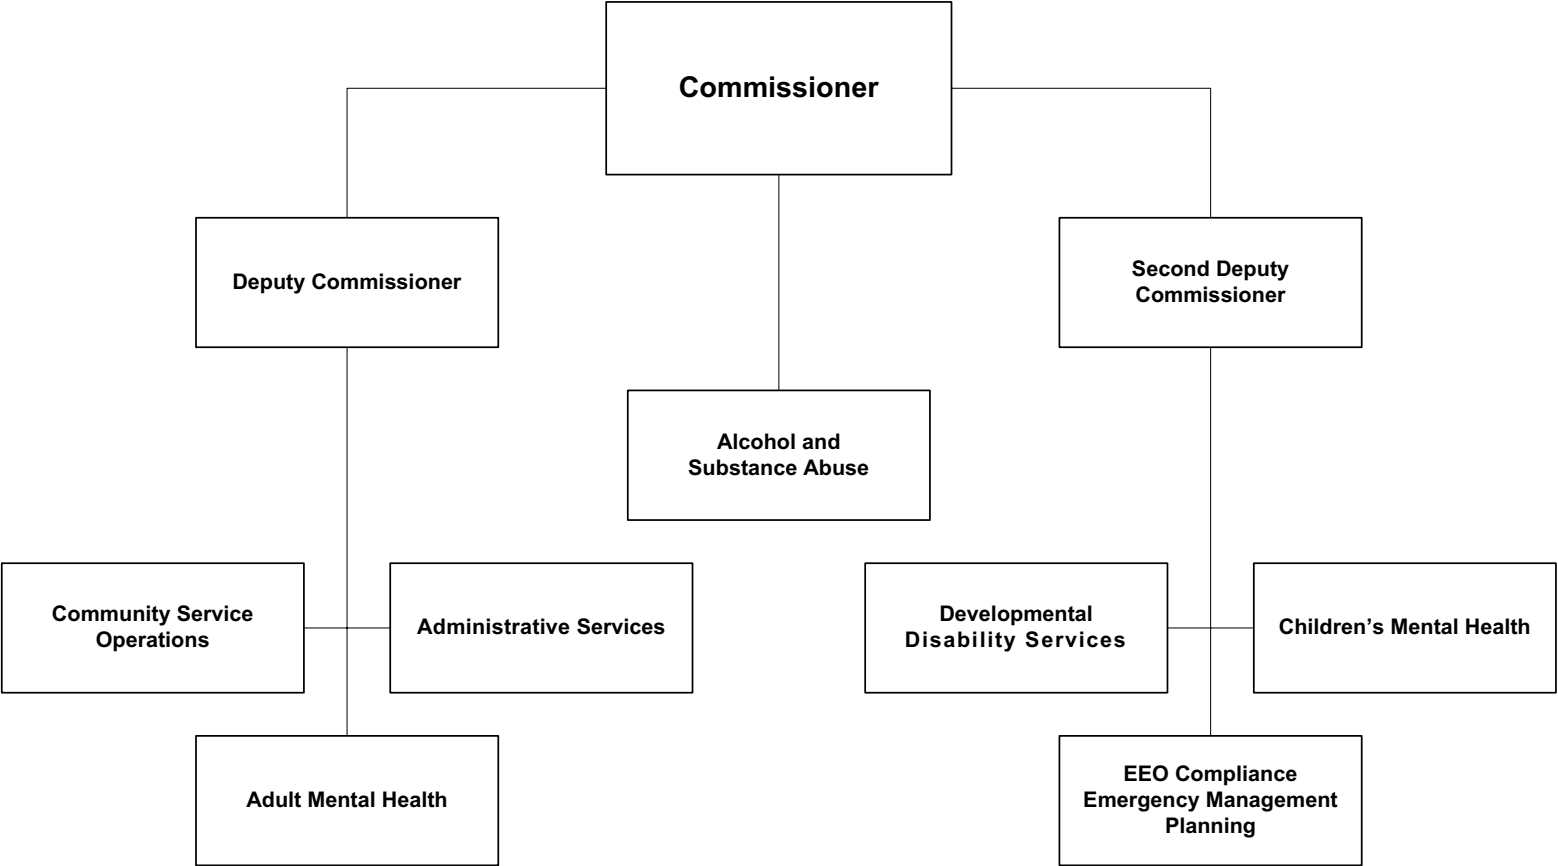 Commissioner
Deputy Commissioner
Second Deputy
Commissioner
Alcohol and
Substance Abuse
Community Service
Operations
Administrative Services
Developmental
Disability Services
Children’s Mental Health
Adult Mental Health
EEO Compliance
Emergency Management
Planning